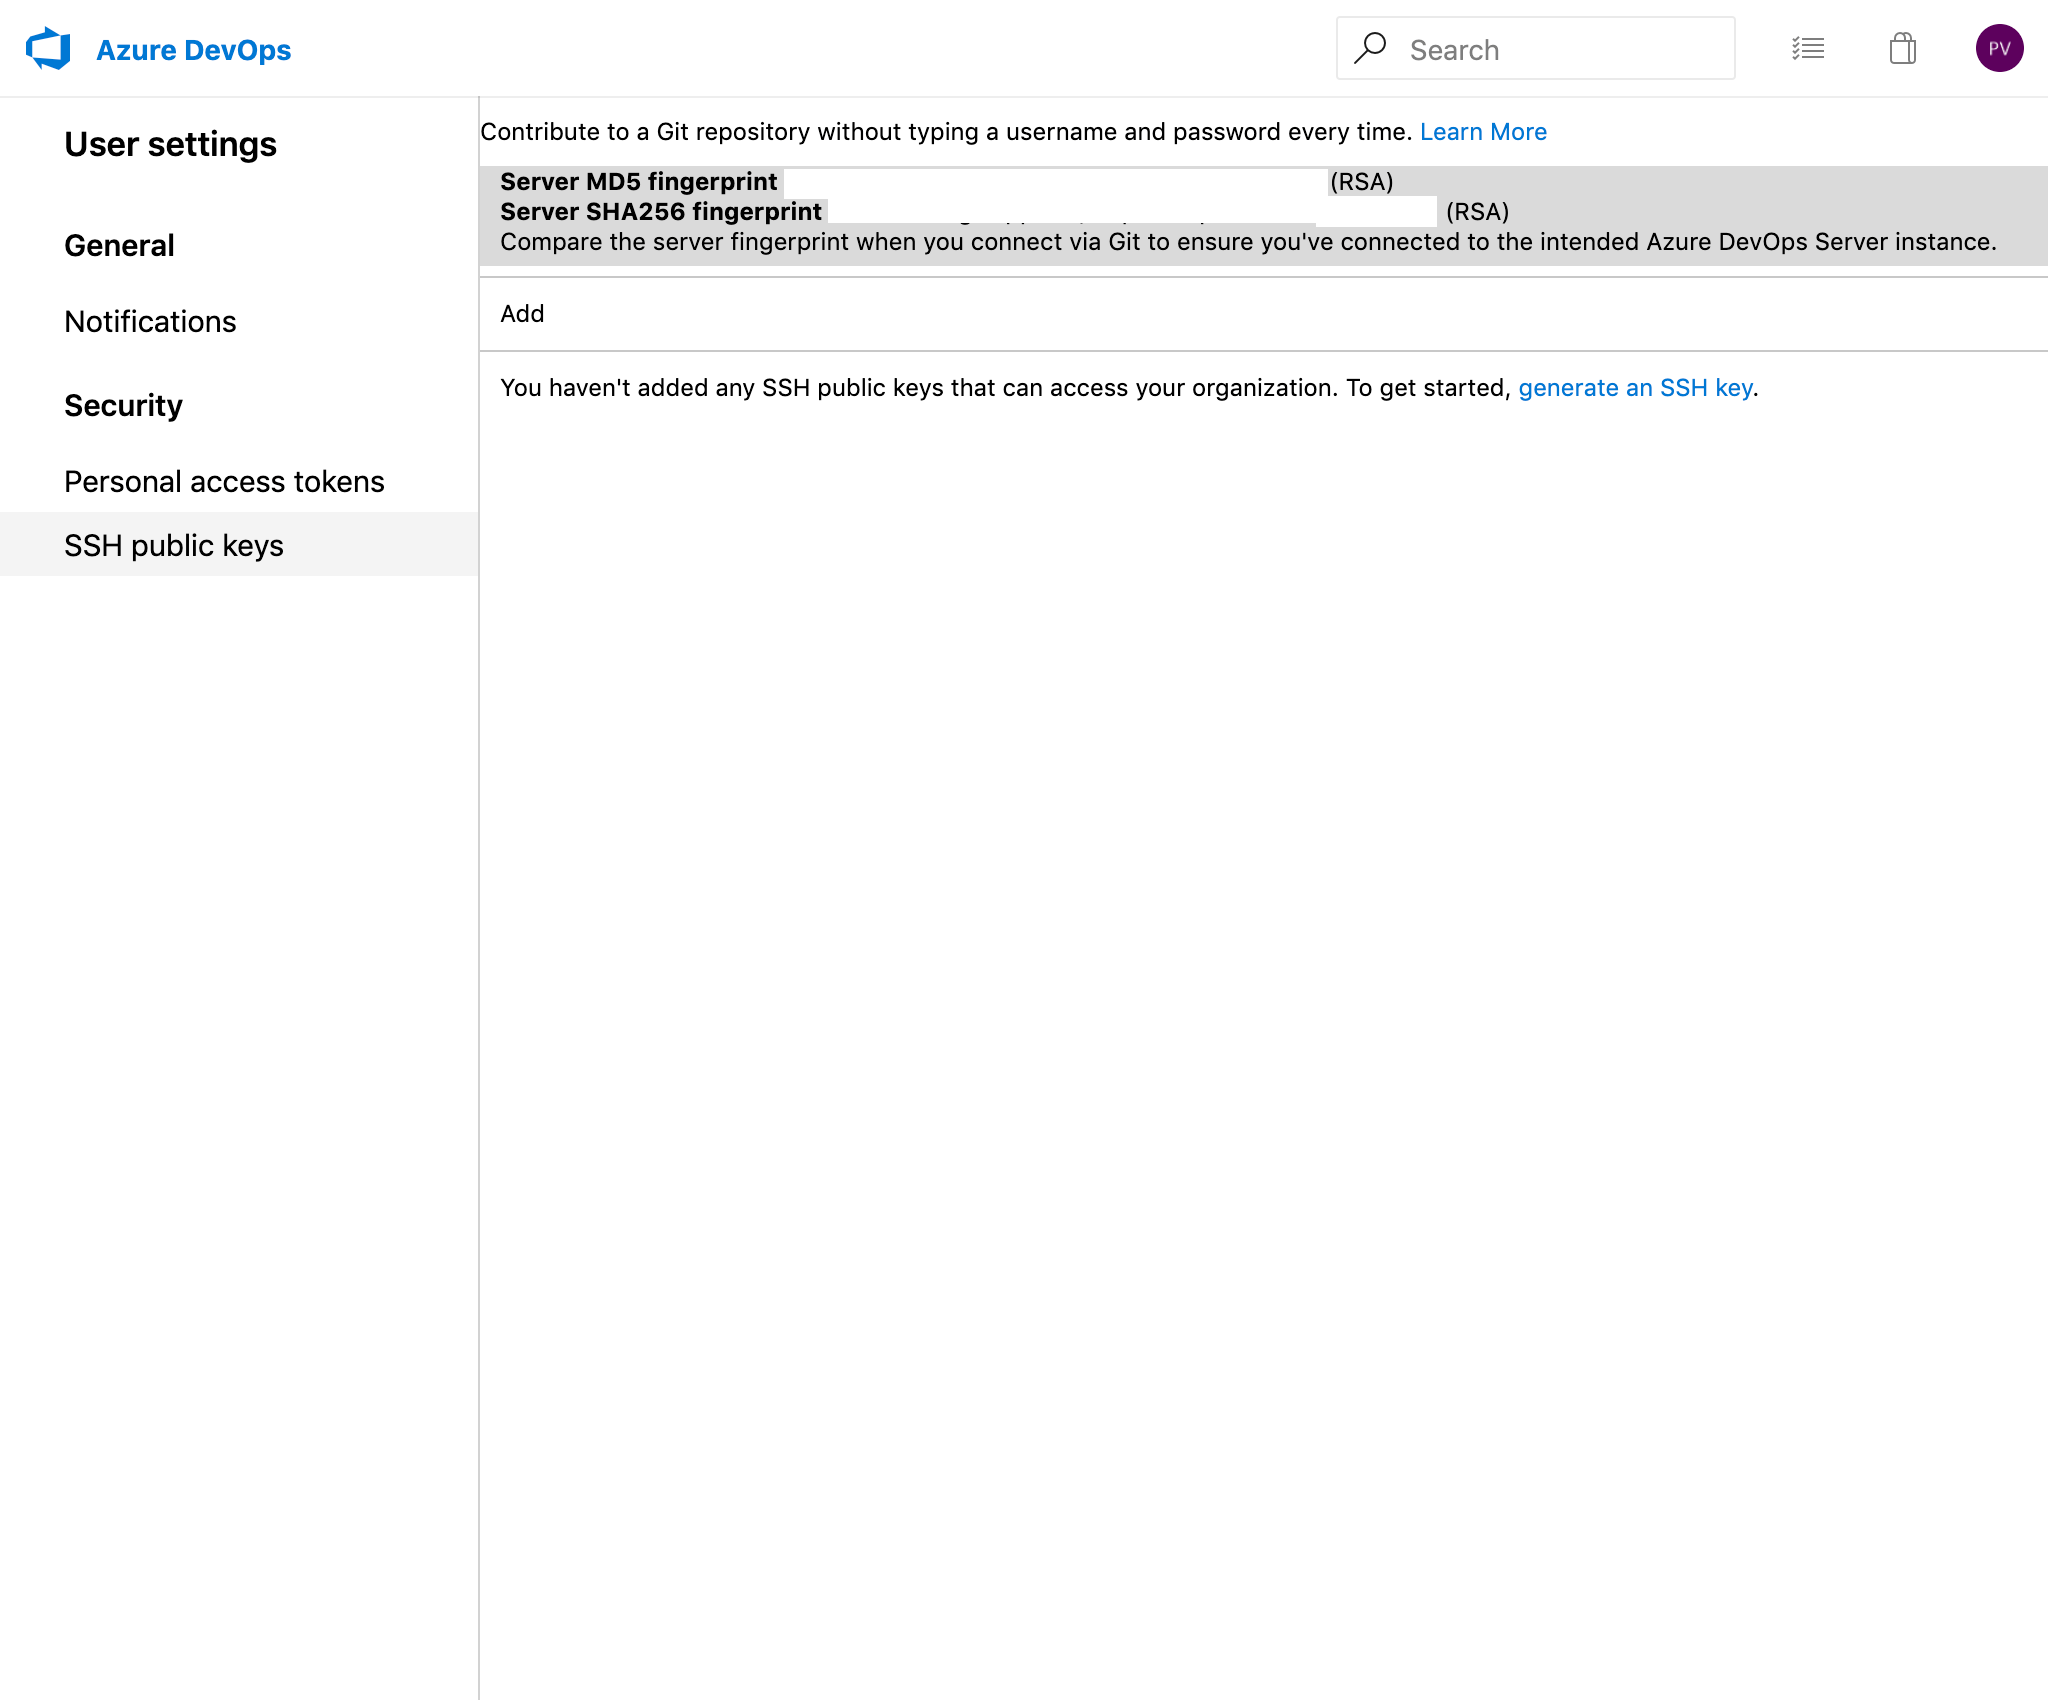 Azure DevOps
Search
PV
User settings
General
Notifications
Security
Personal access tokens
SSH public keys
Contribute to a Git repository without typing a username and password every time. Learn More
Server MD5 fingerprint (RSA)
Server SHA256 fingerprint (RSA)
Compare the server fingerprint when you connect via Git to ensure you've connected to the intended Azure DevOps Server instance.
Add
You haven't added any SSH public keys that can access your organization. To get started, generate an SSH key.